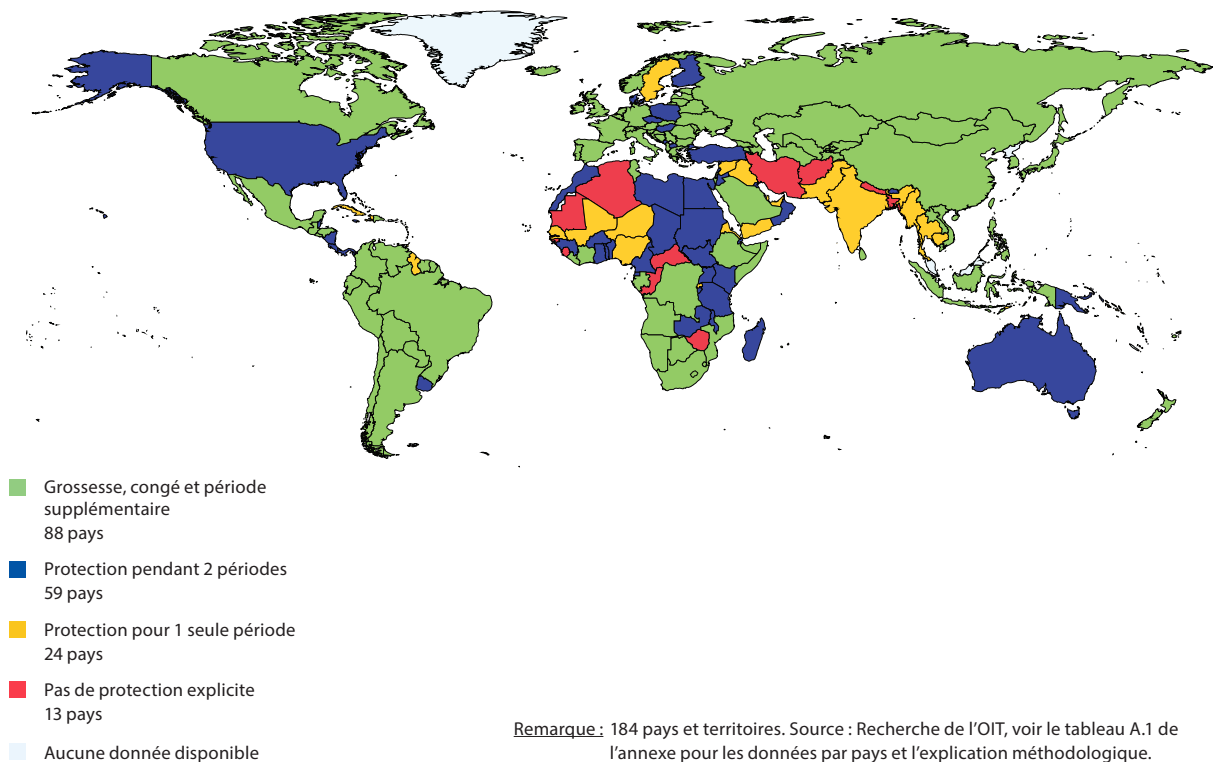 Grossesse, congé et période
supplémentaire
88 pays
Protection pendant 2 périodes
59 pays
Protection pour 1 seule période
24 pays
Pas de protection explicite
13 pays
Aucune donnée disponible
Remarque : 184 pays et territoires. Source : Recherche de l’OIT, voir le tableau A.1 de
l’annexe pour les données par pays et l’explication méthodologique.